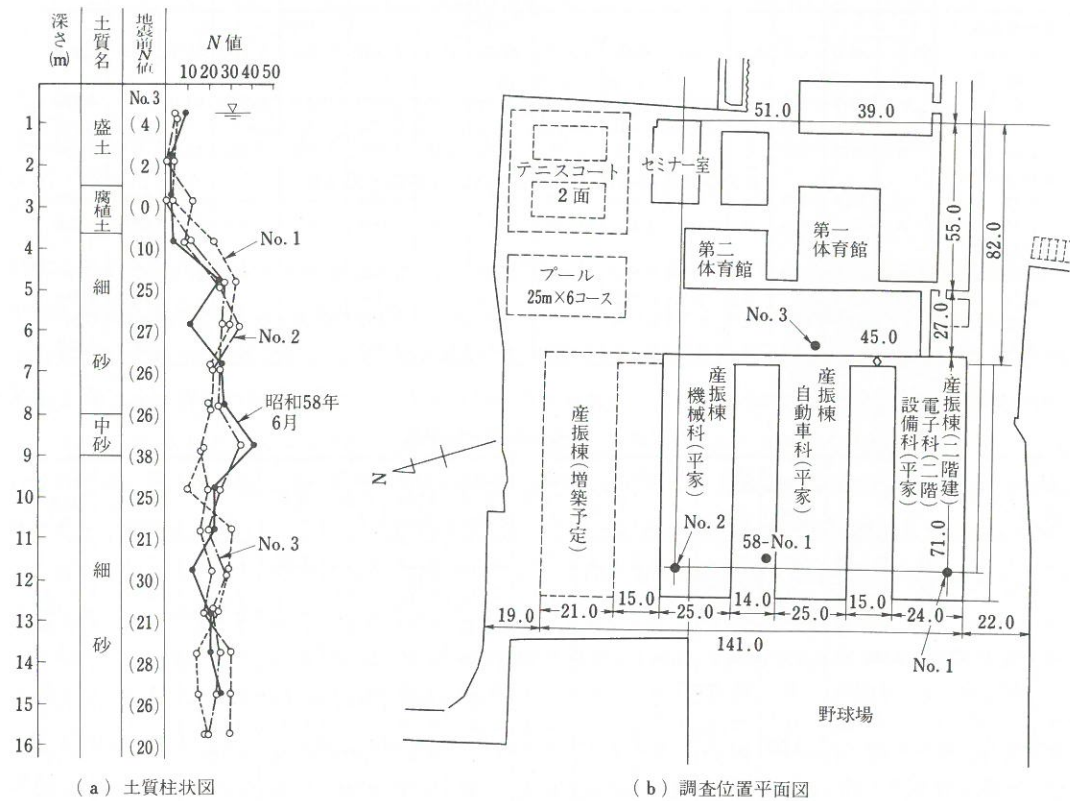 深さ(m)
土質名
地震前N値
N値
10 20 30 40 50
No.3
1
盛土
(4)
2
(2)
3
腐植土
(0)
4
(10)
No.1
5
細砂
(25)
6
(27)
No.2
7
(26)
8
(26)
昭和58年
6月
中砂
9
(38)
10
(25)
11
(21)
No.3
12
細砂
(30)
13
(21)
14
(28)
15
(26)
16
(20)
(a) 土質柱状図
51.0
39.0
テニスコート
2面
セミナー室
第一
体育館
第二
体育館
55.0
82.0
プール
25m×6コース
27.0
No.3
45.0
産振棟(増築予定)
産振棟
機械科(平家)
産振棟
自動車科(平家)
産振棟(二階建)
電子科(二階)
設備科(平家)
N
No.2
58-No.1
71.0
19.0
21.0
15.0
25.0
14.0
25.0
15.0
24.0
22.0
141.0
No.1
野球場
(b) 調査位置平面図